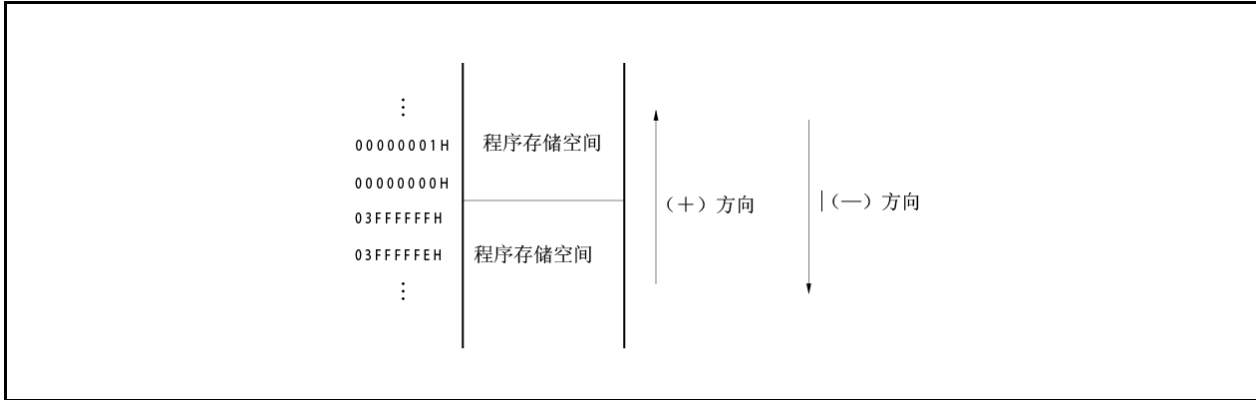 ⋮
00000001H 程序存储空间
00000000H
03FFFFFFH
(+) 方向 |(—) 方向
03FFFFFEH 程序存储空间
⋮